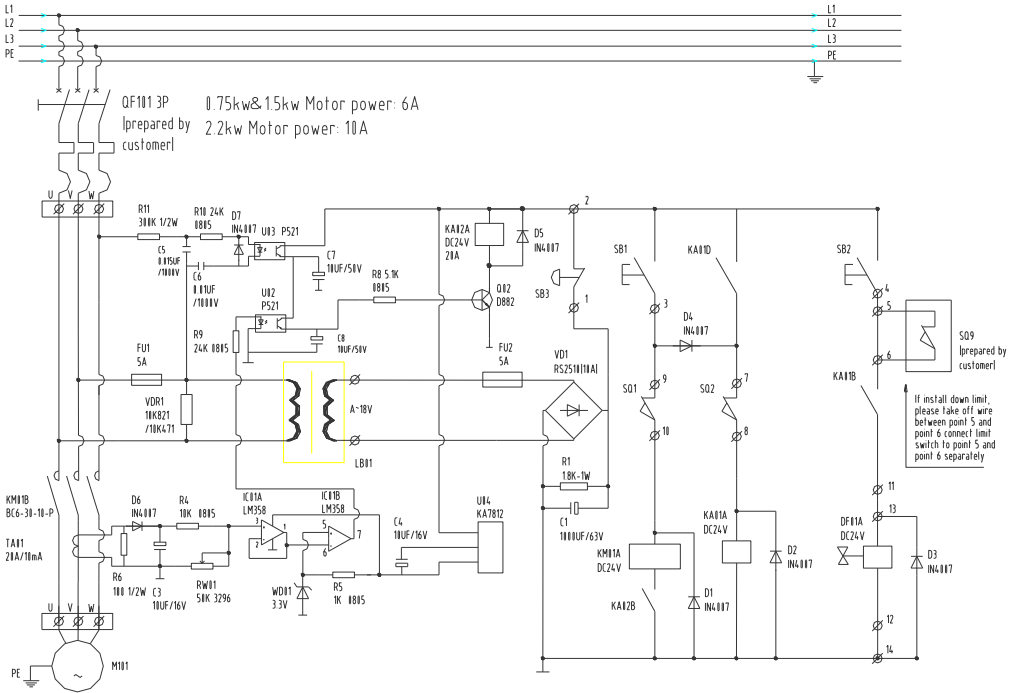 L1
L1
L2
L2
L3
L3
PE
PE
QF101 3P
|prepared by
customer|
0.75kw&1.5kw Motor power: 6A
2.2kw Motor power: 10A
U V W
R11
300K 1/2W
R10 24K
0805
D7
IN4007
U03 P521
C5
0.015UF
/1000V
C6
0.01UF
/1000V
C7
10UF/50V
U02
P521
R9
24K 0805
C8
10UF/50V
R8 5.1K
0805
KA02A
DC24V
20A
D5
IN4007
Q02
D882
2
SB3
1
SB1
3
KA01D
D4
IN4007
SB2
4
5
6
SQ9
|prepared by
customer|
KA01B
If install down limit,
please take off wire
between point 5 and
point 6 connect limit
switch to point 5 and
point 6 separately
FU1
5A
VDR1
10K821
/10K471
A~18V
LB01
FU2
5A
VD1
RS2510|10A|
9
SQ1
10
7
SQ2
8
R1
1.8K-1W
C1
1000UF/63V
KM01B
BC6-30-10-P
TA01
20A/10mA
D6
IN4007
R4
10K 0805
R6
100 1/2W
C3
10UF/16V
RW01
50K 3296
IC01A
LM358
3
2
1
IC01B
LM358
5
6
7
WD01
3.3V
R5
1K 0805
C4
10UF/16V
U04
KA7812
KM01A
DC24V
KA02B
D1
IN4007
KA01A
DC24V
D2
IN4007
11
13
DF01A
DC24V
D3
IN4007
12
14
U V W
M101
~
PE